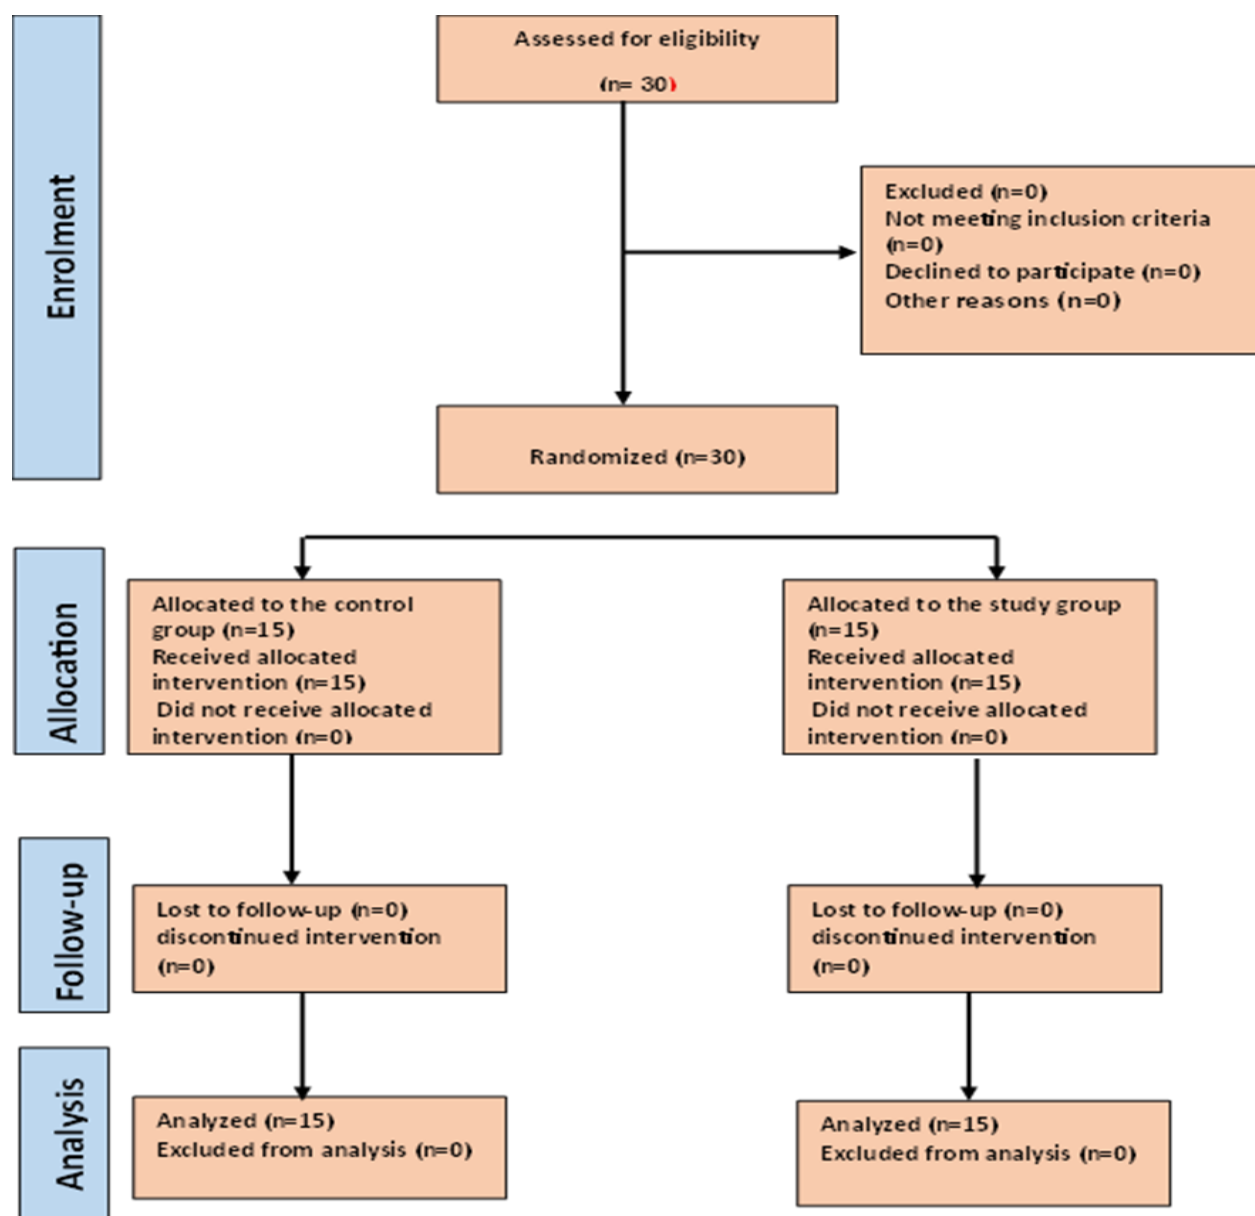 Enrolment
Assessed for eligibility
(n= 30)
Excluded (n=0)
Not meeting inclusion criteria
(n=0)
Declined to participate (n=0)
Other reasons (n=0)
Randomized (n=30)
Allocation
Allocated to the control
group (n=15)
Received allocated
intervention (n=15)
Did not receive allocated
intervention (n=0)
Allocated to the study group
(n=15)
Received allocated
intervention (n=15)
Did not receive allocated
intervention (n=0)
Follow-up
Lost to follow-up (n=0)
discontinued intervention
(n=0)
Lost to follow-up (n=0)
discontinued intervention
(n=0)
Analysis
Analyzed (n=15)
Excluded from analysis (n=0)
Analyzed (n=15)
Excluded from analysis (n=0)